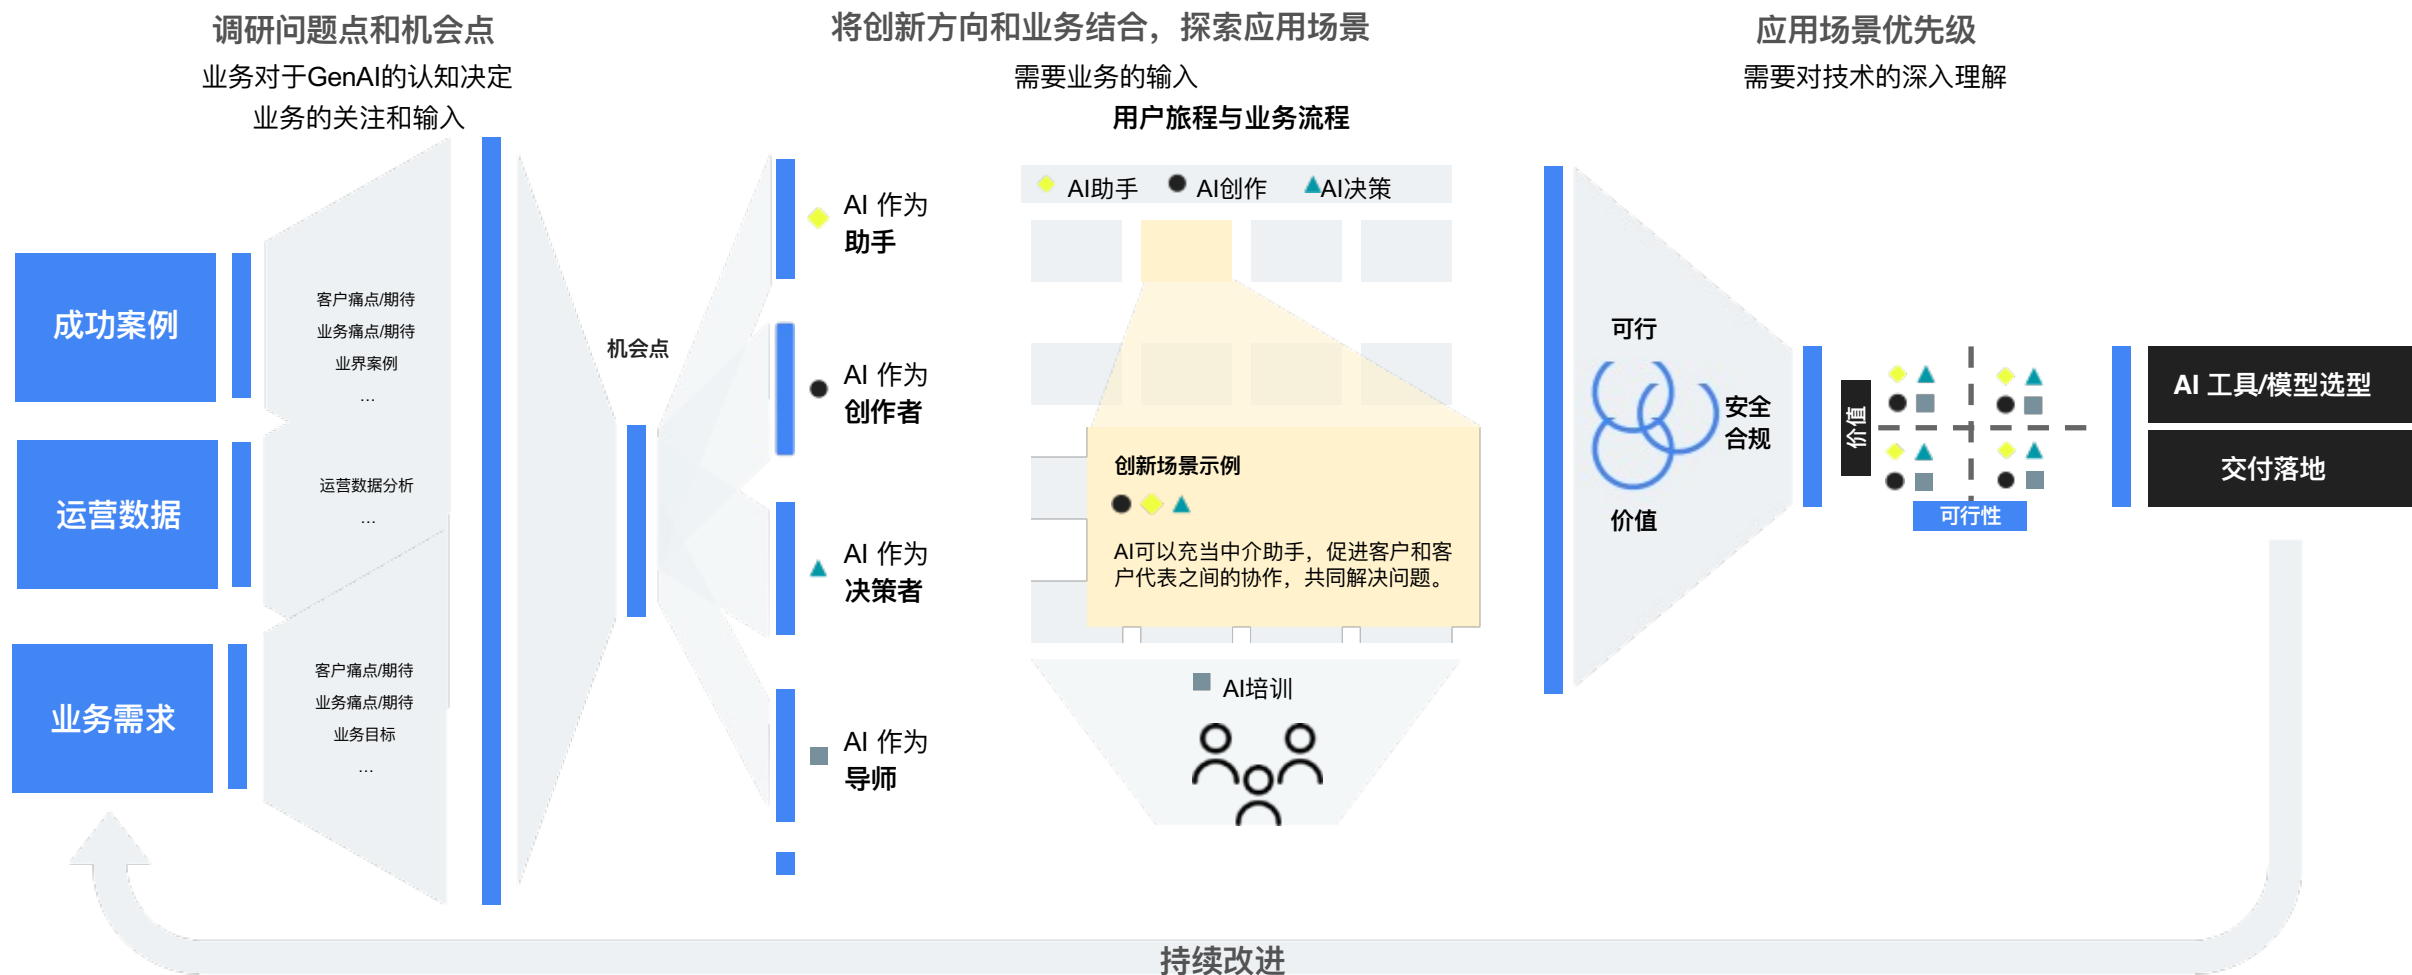 调研问题点和机会点
业务对于GenAI的认知决定
业务的关注和输入
成功案例
运营数据
业务需求
客户痛点/期待
业务痛点/期待
业界案例
...
运营数据分析
...
客户痛点/期待
业务痛点/期待
业务目标
...
机会点
将创新方向和业务结合，探索应用场景
需要业务的输入
用户旅程与业务流程
AI 作为
助手
AI 作为
创作者
AI 作为
决策者
AI 作为
导师
AI助手 AI创作 AI决策
创新场景示例
AI可以充当中介助手，促进客户和客
户代表之间的协作，共同解决问题。
AI培训
应用场景优先级
需要对技术的深入理解
可行
安全
合规
价值
价值
可行性
AI 工具/模型选型
交付落地
持续改进